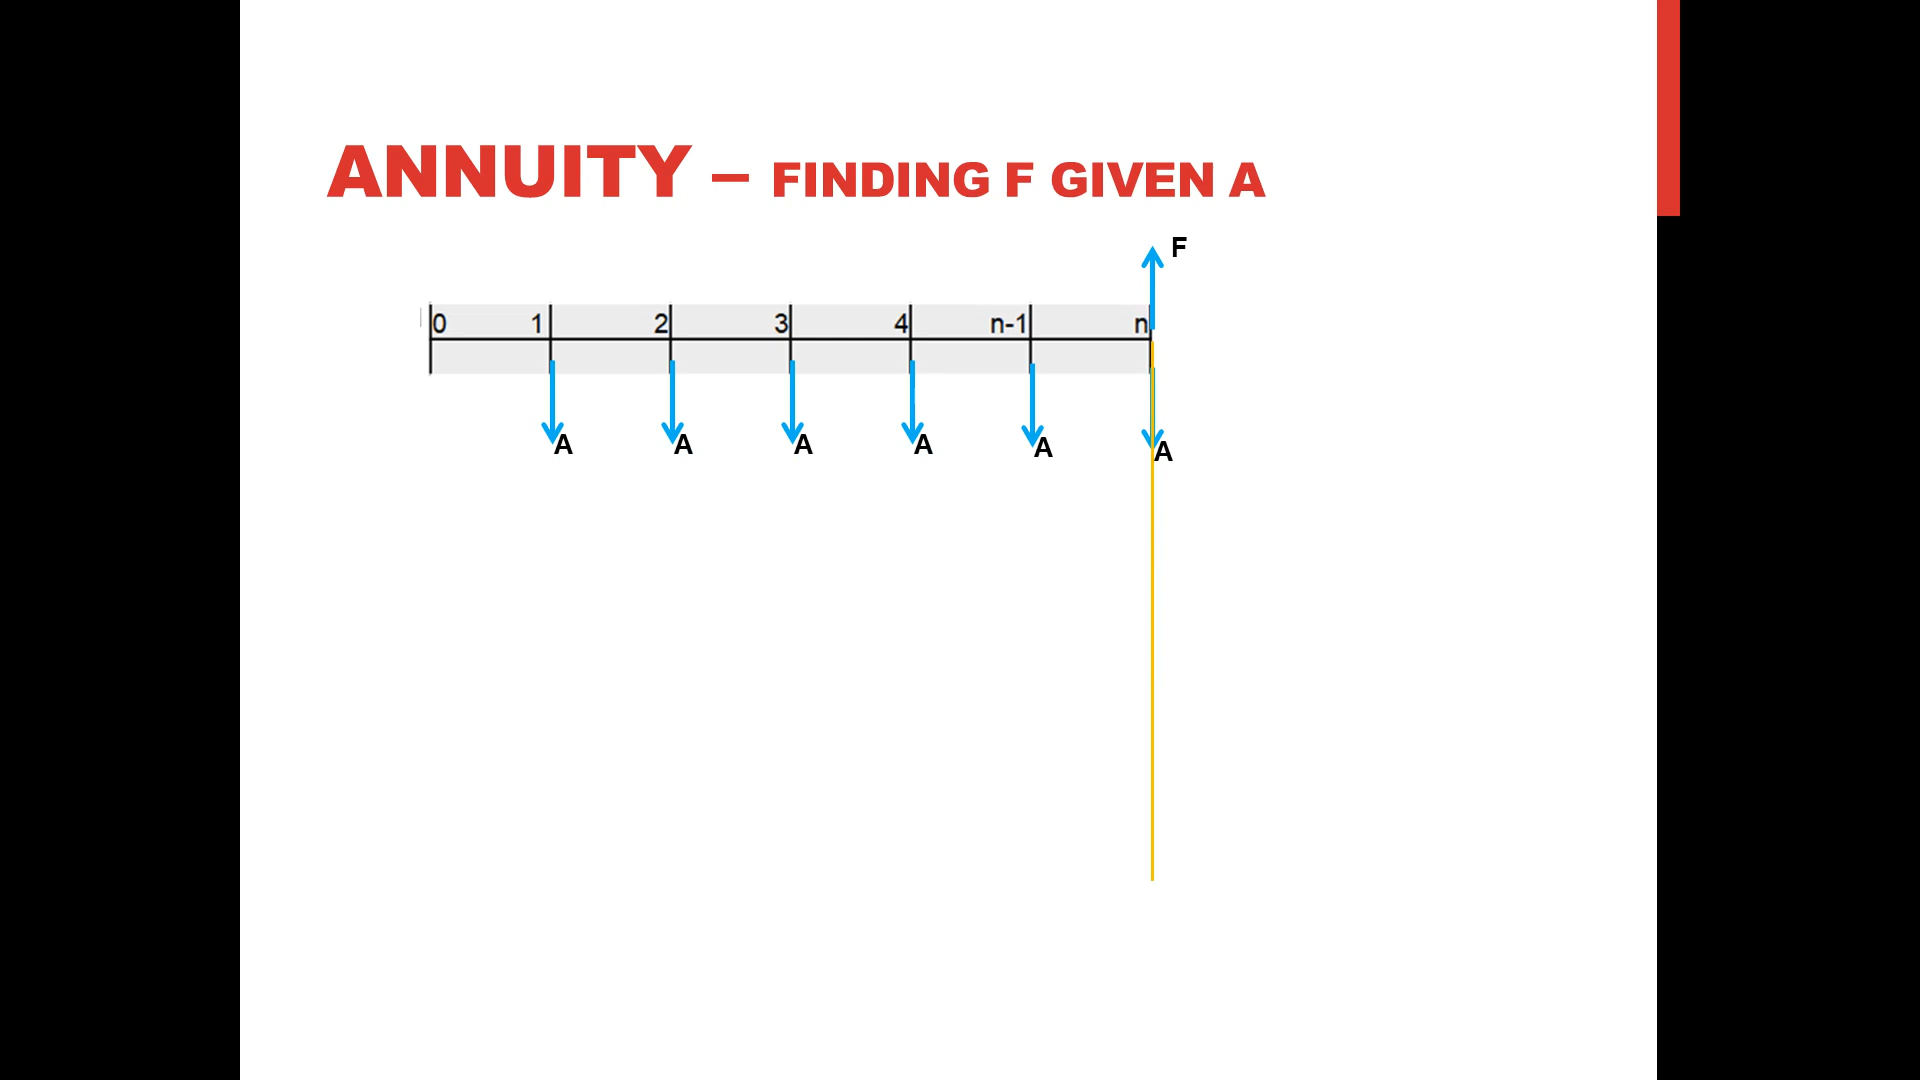 ANNUITY – FINDING F GIVEN A
F
0 1 2 3 4 n-1 n
A A A A A A